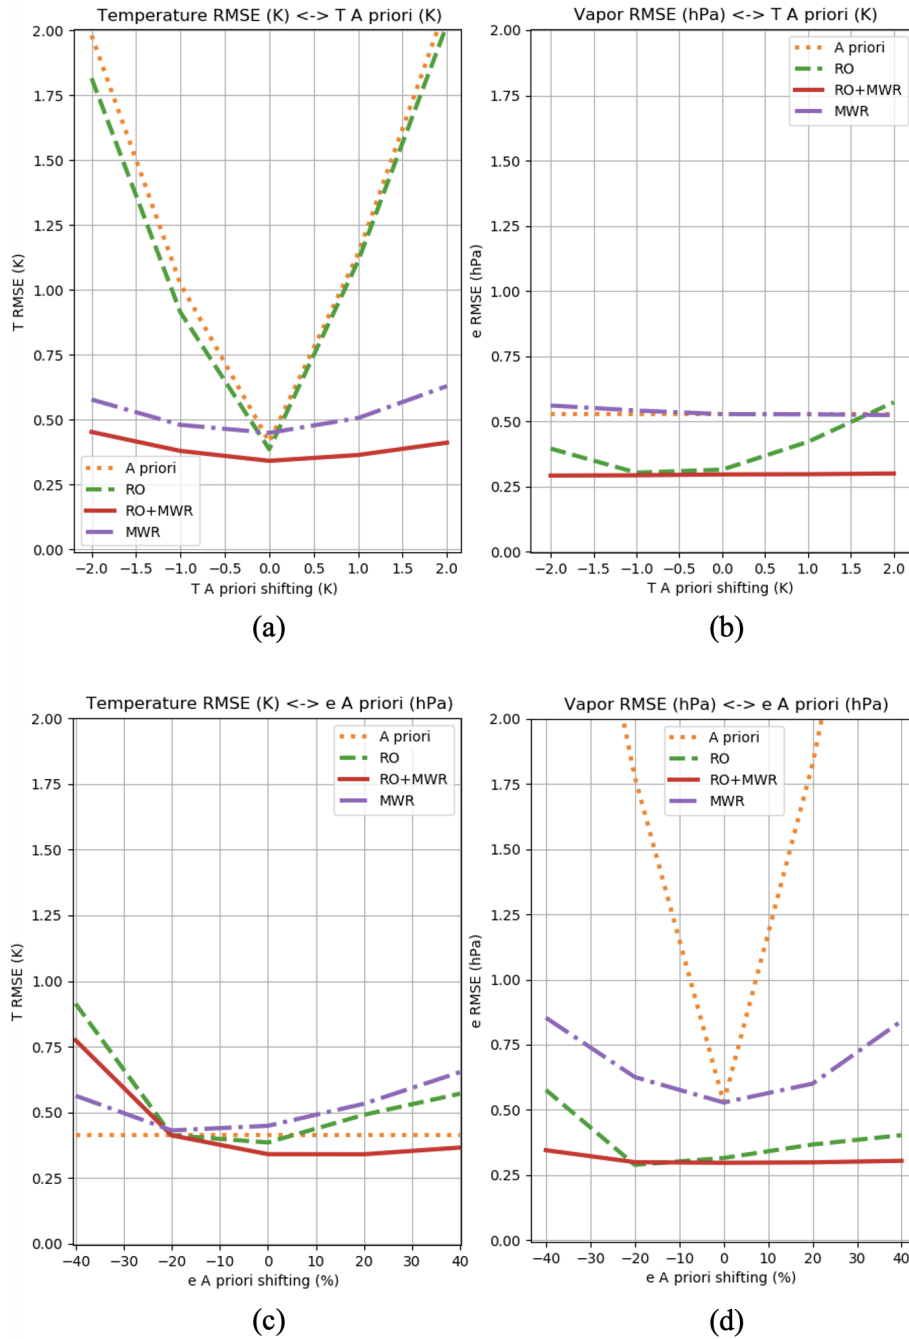 Temperature RMSE (K) <-> T A priori (K)
2.00
1.75
1.50
1.25
1.00
0.75
0.50
0.25
0.00
T RMSE (K)
A priori
RO
RO+MWR
MWR
−2.0 −1.5 −1.0 −0.5 0.0 0.5 1.0 1.5 2.0
T A priori shifting (K)
(a)
Vapor RMSE (hPa) <-> T A priori (K)
2.00
1.75
1.50
1.25
1.00
0.75
0.50
0.25
0.00
e RMSE (hPa)
A priori
RO
RO+MWR
MWR
−2.0 −1.5 −1.0 −0.5 0.0 0.5 1.0 1.5 2.0
T A priori shifting (K)
(b)
Temperature RMSE (K) <-> e A priori (hPa)
2.00
1.75
1.50
1.25
1.00
0.75
0.50
0.25
0.00
T RMSE (K)
A priori
RO
RO+MWR
MWR
−40 −30 −20 −10 0 10 20 30 40
e A priori shifting (%)
(c)
Vapor RMSE (hPa) <-> e A priori (hPa)
2.00
1.75
1.50
1.25
1.00
0.75
0.50
0.25
0.00
e RMSE (hPa)
A priori
RO
RO+MWR
MWR
−40 −30 −20 −10 0 10 20 30 40
e A priori shifting (%)
(d)